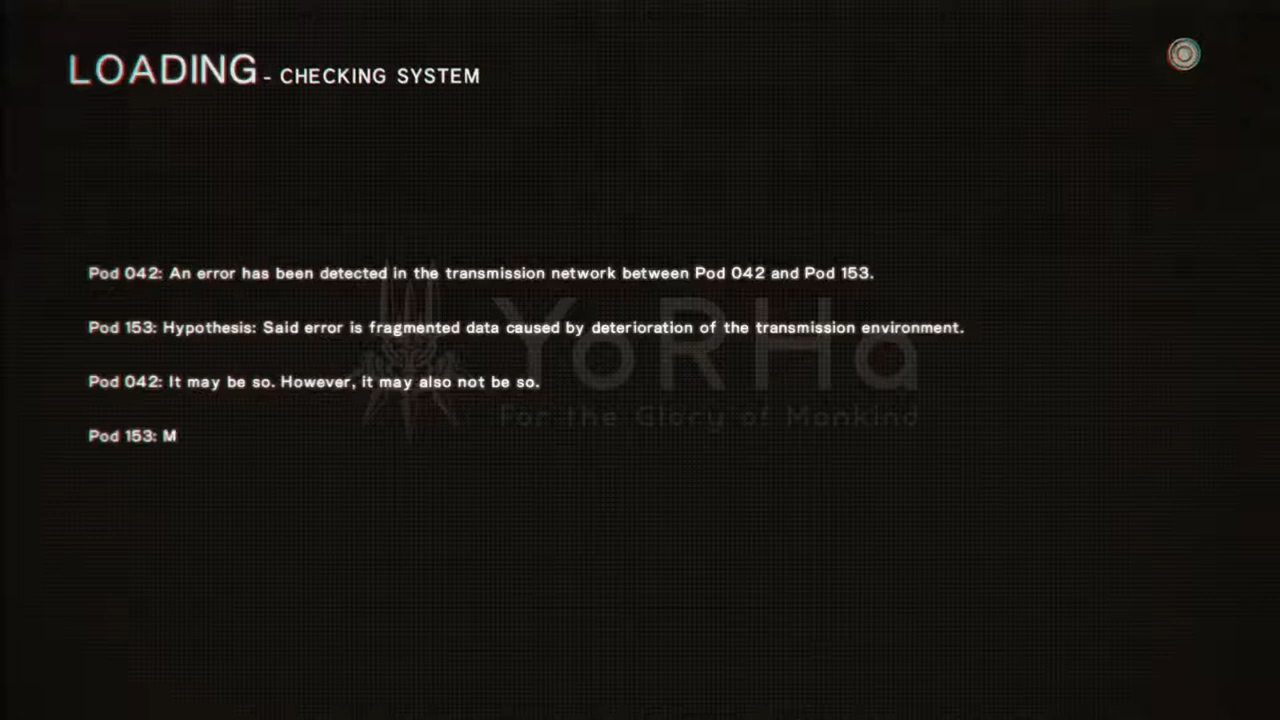 LOADING - CHECKING SYSTEM
Pod 042: An error has been detected in the transmission network between Pod 042 and Pod 153.
Pod 153: Hypothesis: Said error is fragmented data caused by deterioration of the transmission environment.
YoRHa
Pod 042: It may be so. However, it may also not be so.
For the Glory of Mankind
Pod 153: M